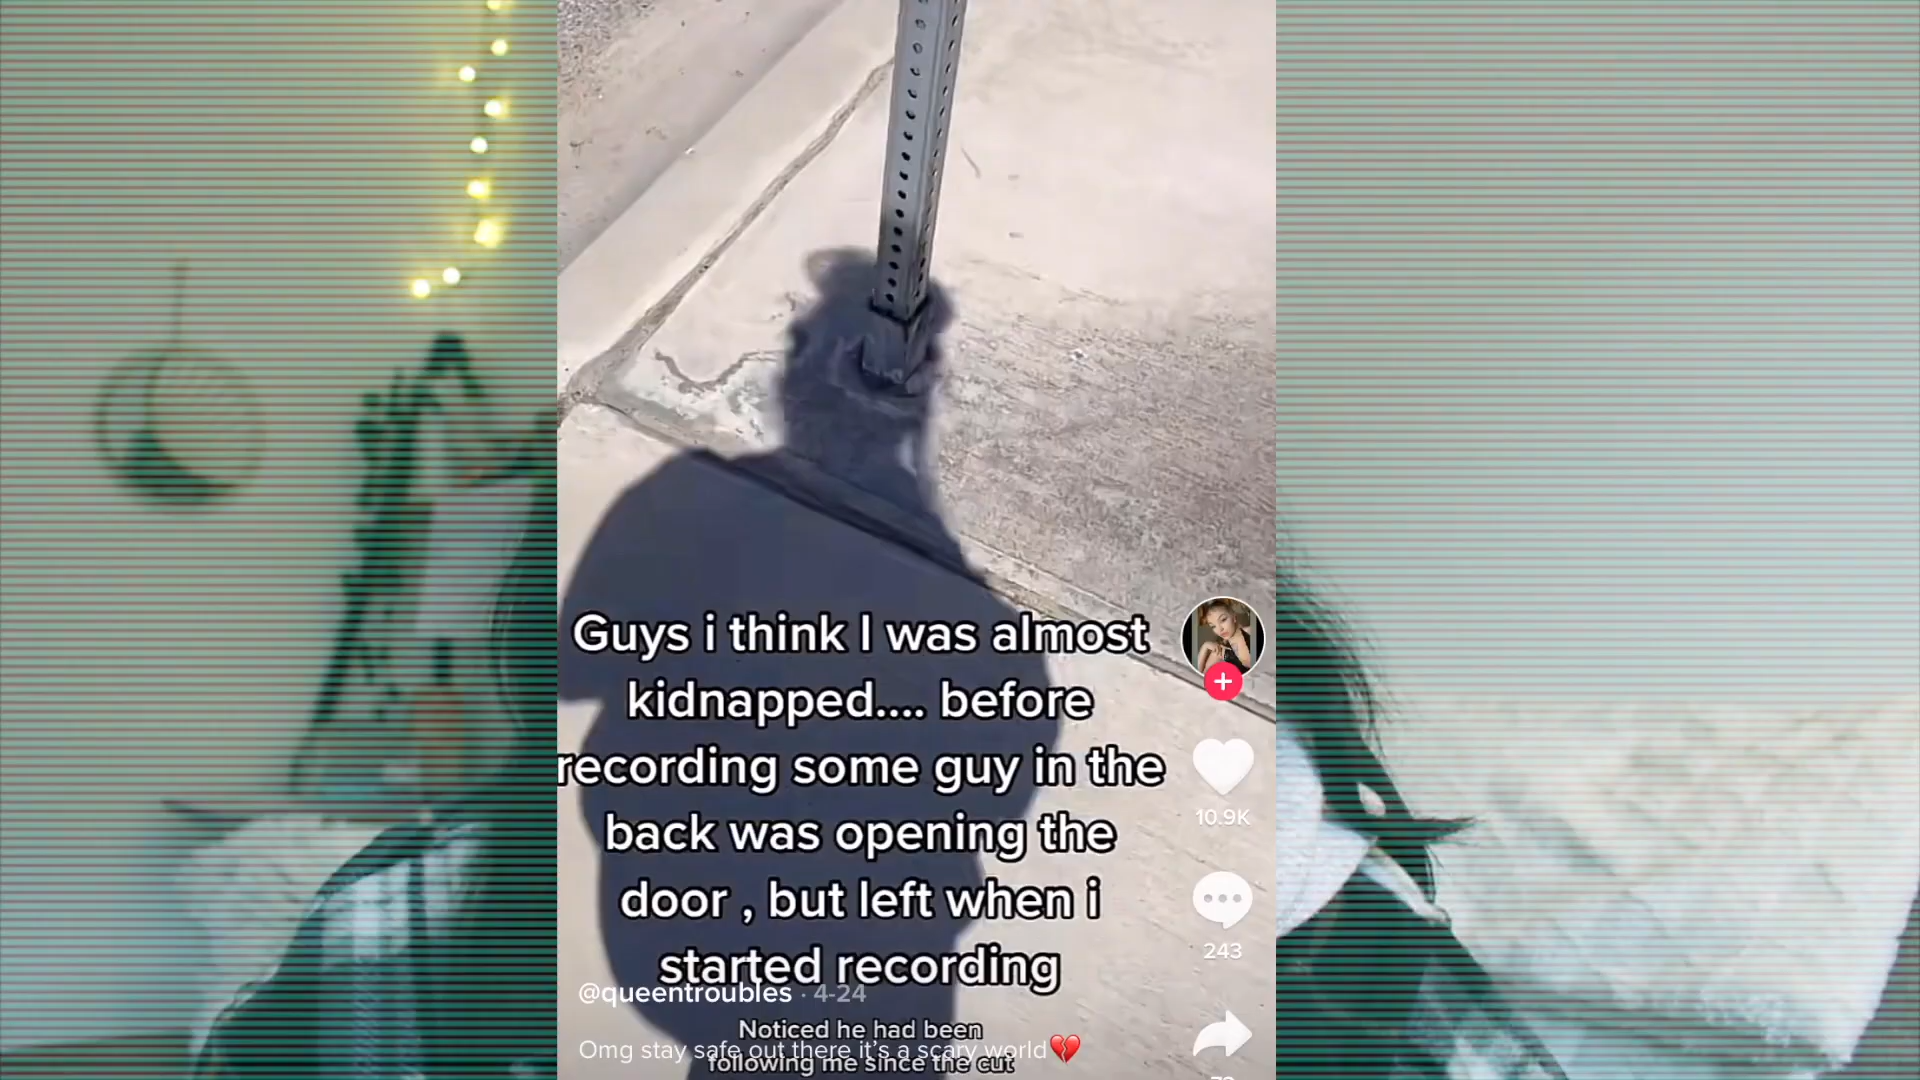 Guys i think I was almost
kidnapped.... before
recording some guy in the
back was opening the
door , but left when i
started recording
@queentroubles · 4-24
Noticed he had been
Omg stay safe out there it's a scary world💔
following me since the cut
10.9K
243